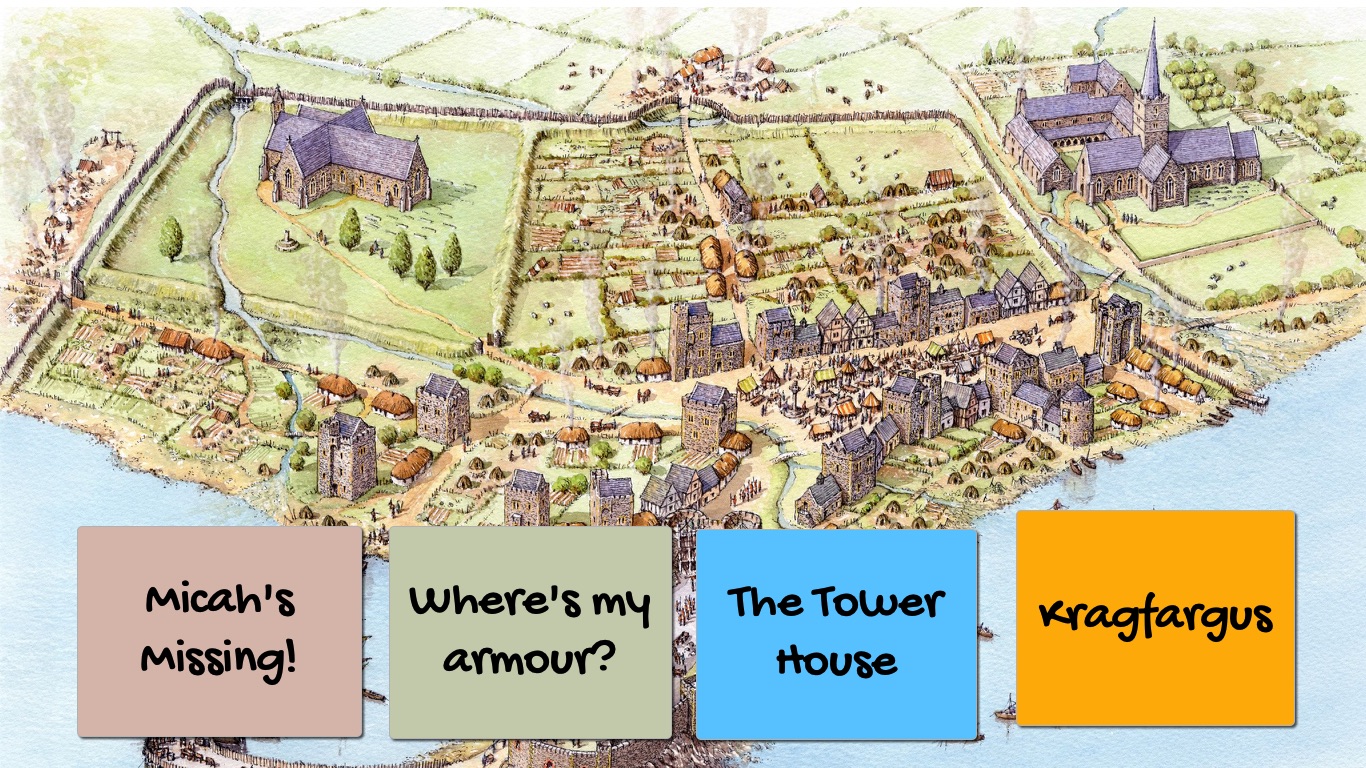 Micah's
Missing!
Where's my
armour?
The Tower
House
Kragfargus